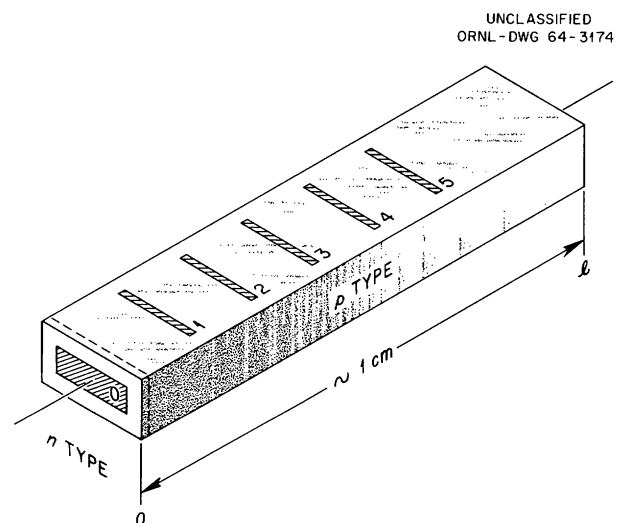 UNCLASSIFIED
ORNL-DWG 64-3174
5
4
3
2
1
p TYPE
ℓ
~ 1 cm
0
n TYPE
0